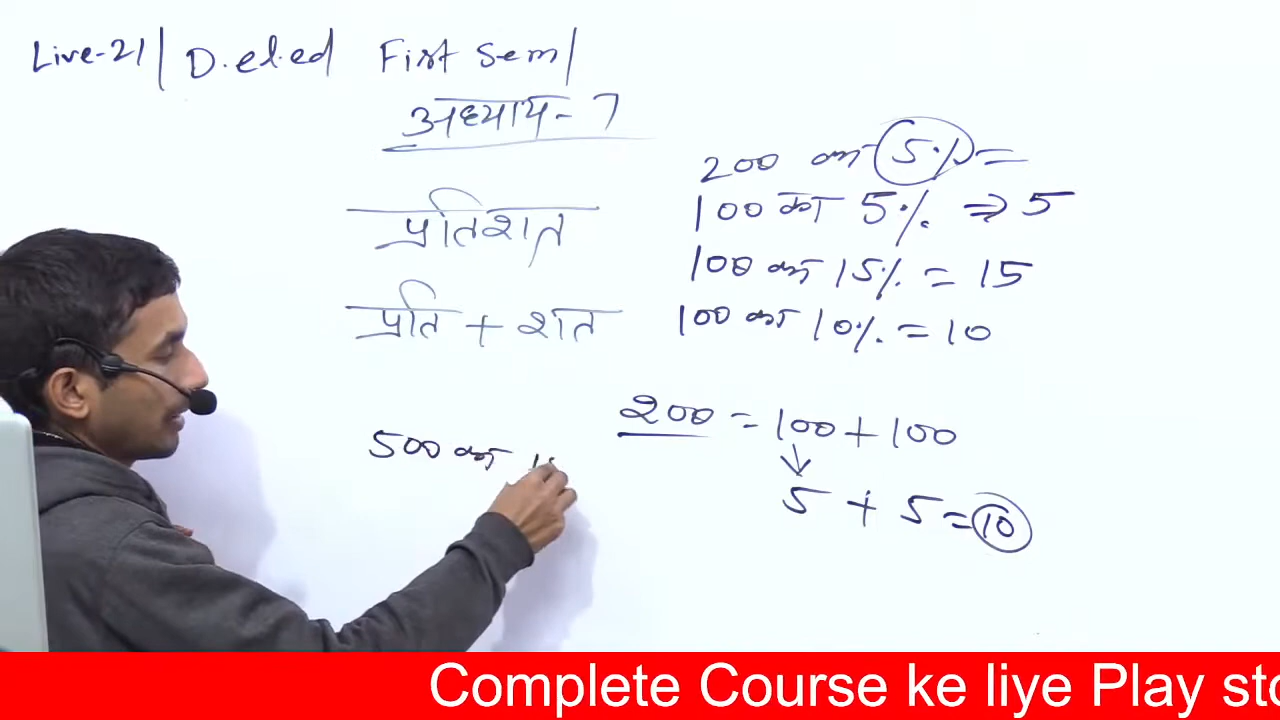 Live-21 | D.el.ed First Sem /
अध्याय - 7
प्रतिशत
प्रति + शत
200 का 5% =
100 का 5% ⇒ 5
100 का 15% = 15
100 का 10% = 10
200 = 100 + 100
↓
5 + 5 = 10
500 का
Complete Course ke liye Play sto